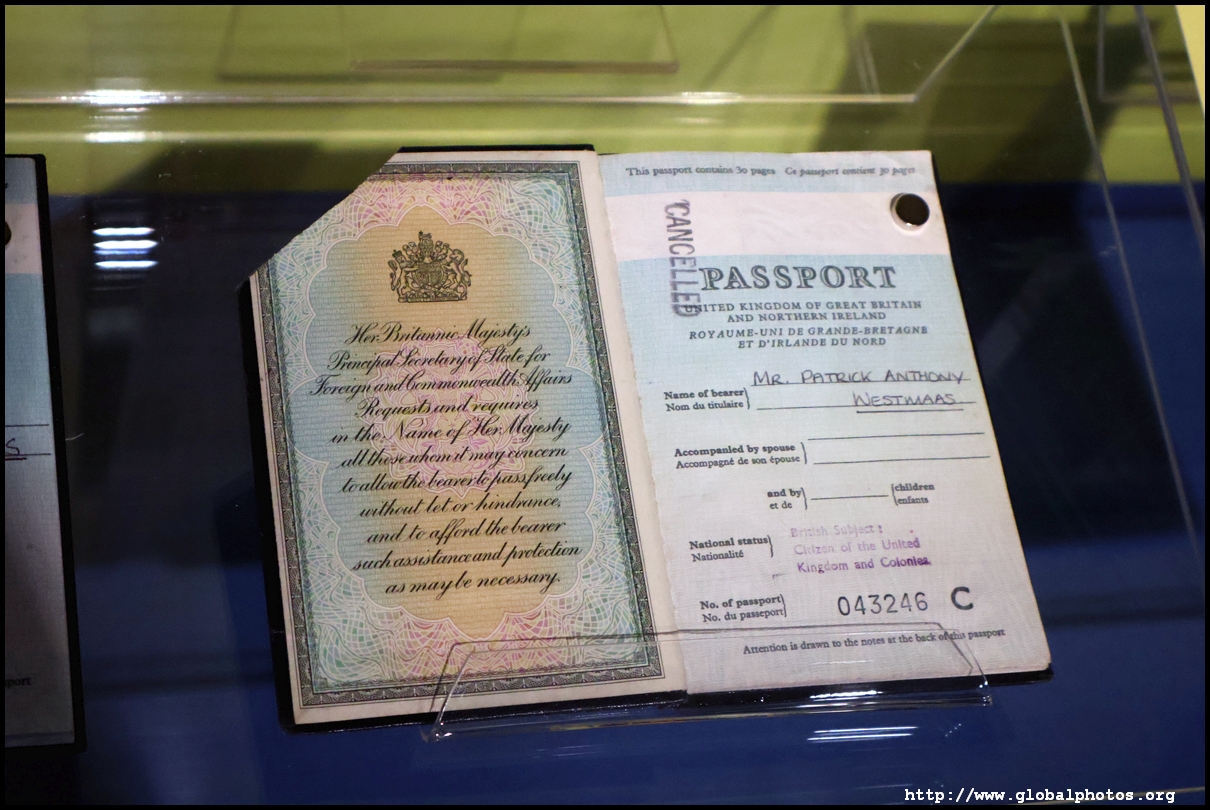 Her Britannic Majesty's
Principal Secretary of State for
Foreign and Commonwealth Affairs
Requests and requires
in the Name of Her Majesty
all those whom it may concern
to allow the bearer to pass freely
without let or hindrance,
and to afford the bearer
such assistance and protection
as may be necessary.
This passport contains 30 pages Ce passeport contient 30 pages
CANCELLED
PASSPORT
UNITED KINGDOM OF GREAT BRITAIN
AND NORTHERN IRELAND
ROYAUME-UNI DE GRANDE-BRETAGNE
ET D'IRLANDE DU NORD
MR. PATRICK ANTHONY
Name of bearer
Nom du titulaire
WESTMAAS
Accompanied by spouse
Accompagné de son épouse
and by children
et de enfants
National status
Nationalité
British Subject:
Citizen of the United
Kingdom and Colonies
No. of passport
No. du passeport
043246 C
Attention is drawn to the notes at the back of this passport
http://www.globalphotos.org